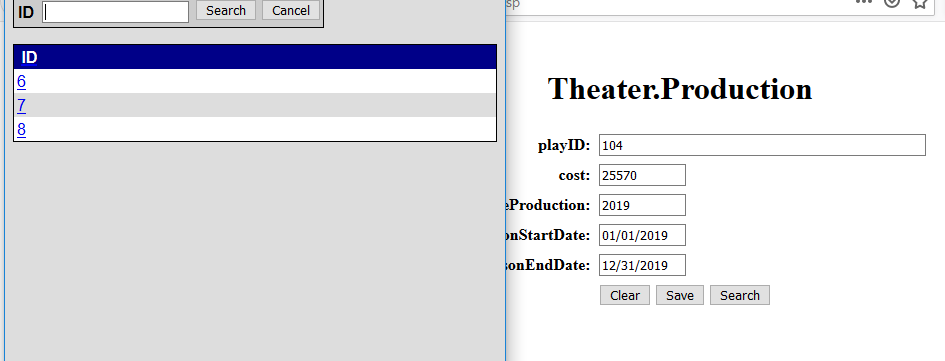 ID Search Cancel
ID
6
7
8
sp
Theater.Production
playID: 104
cost: 25570
eProduction: 2019
onStartDate: 01/01/2019
sonEndDate: 12/31/2019
Clear Save Search